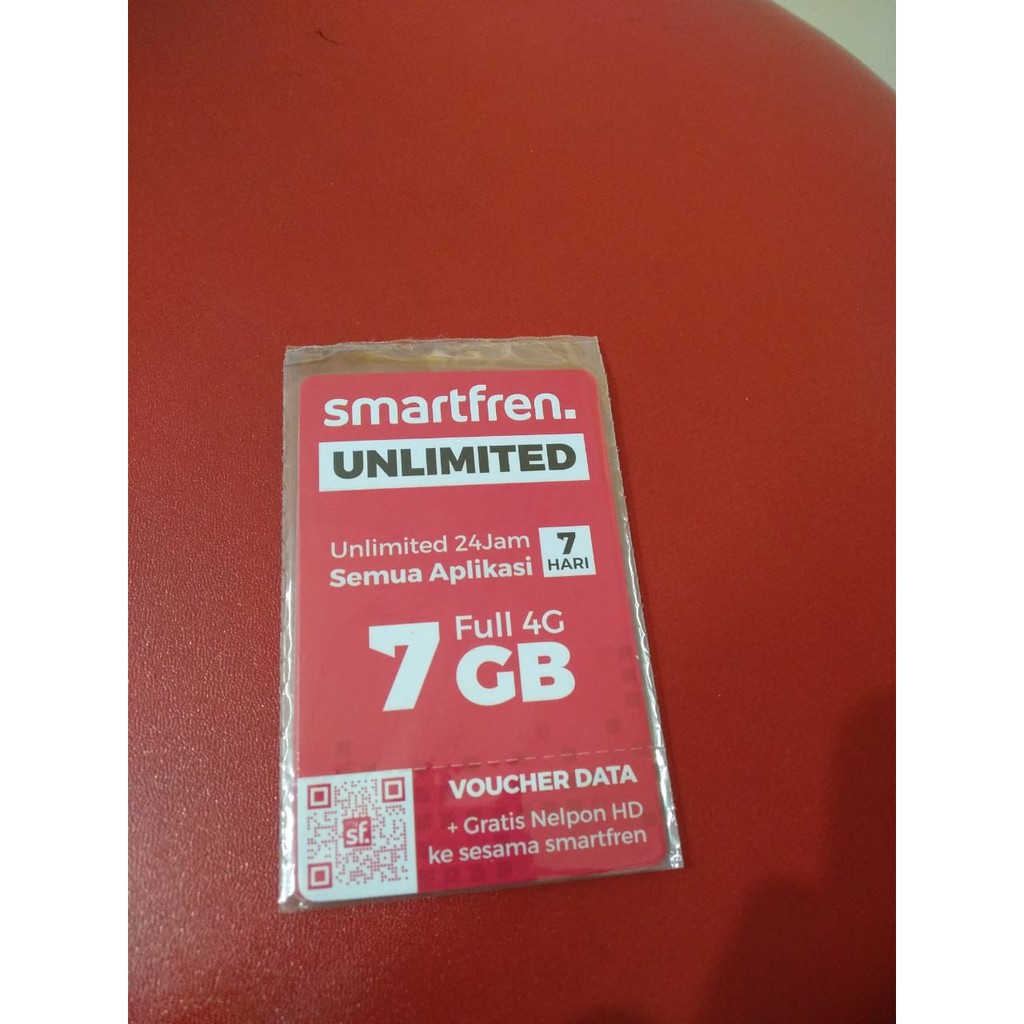 smartfren.
UNLIMITED
Unlimited 24Jam
Semua Aplikasi
7
HARI
7
Full 4G
GB
VOUCHER DATA
+ Gratis Nelpon HD
ke sesama smartfren
sf.